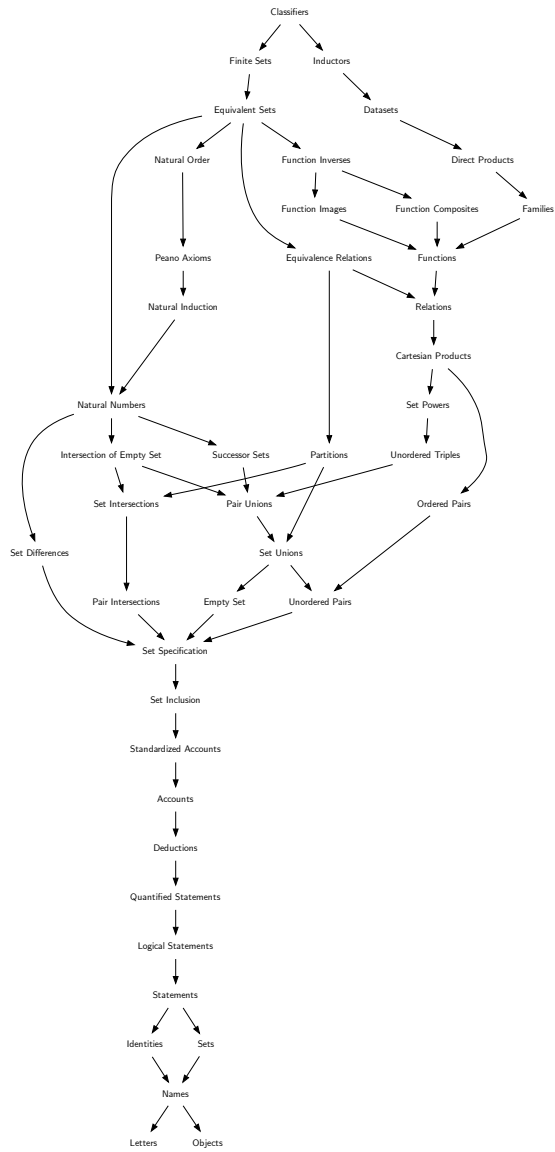 Classifiers
Finite Sets
Inductors
Equivalent Sets
Datasets
Natural Order
Function Inverses
Direct Products
Function Images
Function Composites
Families
Peano Axioms
Equivalence Relations
Functions
Natural Induction
Relations
Cartesian Products
Natural Numbers
Set Powers
Intersection of Empty Set
Successor Sets
Partitions
Unordered Triples
Set Intersections
Pair Unions
Ordered Pairs
Set Differences
Set Unions
Pair Intersections
Empty Set
Unordered Pairs
Set Specification
Set Inclusion
Standardized Accounts
Accounts
Deductions
Quantified Statements
Logical Statements
Statements
Identities
Sets
Names
Letters
Objects